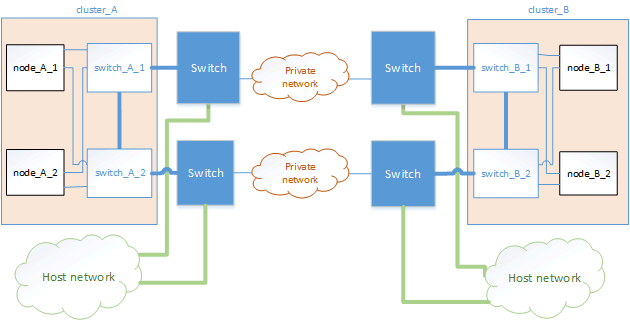 cluster_A
cluster_B
node_A_1
switch_A_1
Switch
Private
network
Switch
switch_B_1
node_B_1
node_A_2
switch_A_2
Switch
Private
network
Switch
switch_B_2
node_B_2
Host network
Host network